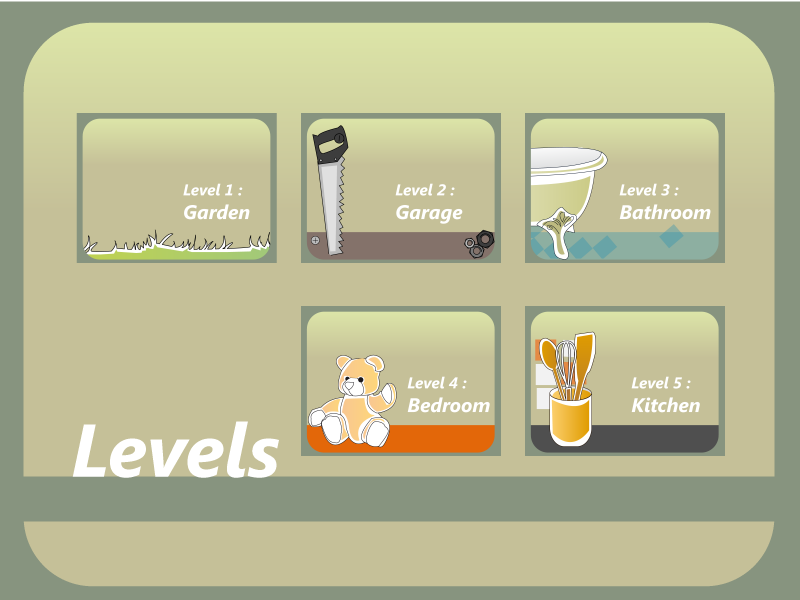 Level 1 :
Garden
Level 2 :
Garage
Level 3 :
Bathroom
Level 4 :
Bedroom
Level 5 :
Kitchen
Levels